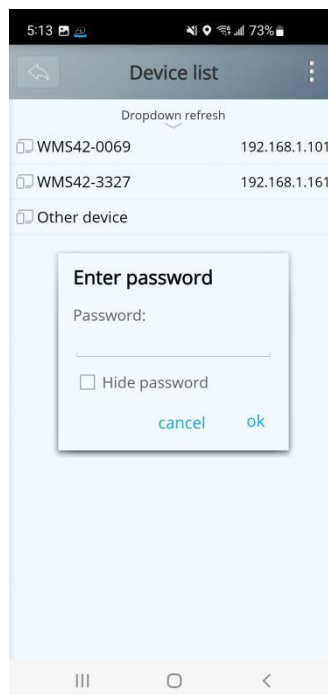 5:13 73%
Device list
Dropdown refresh
WMS42-0069 192.168.1.101
WMS42-3327 192.168.1.161
Other device
Enter password
Password:
Hide password
cancel ok